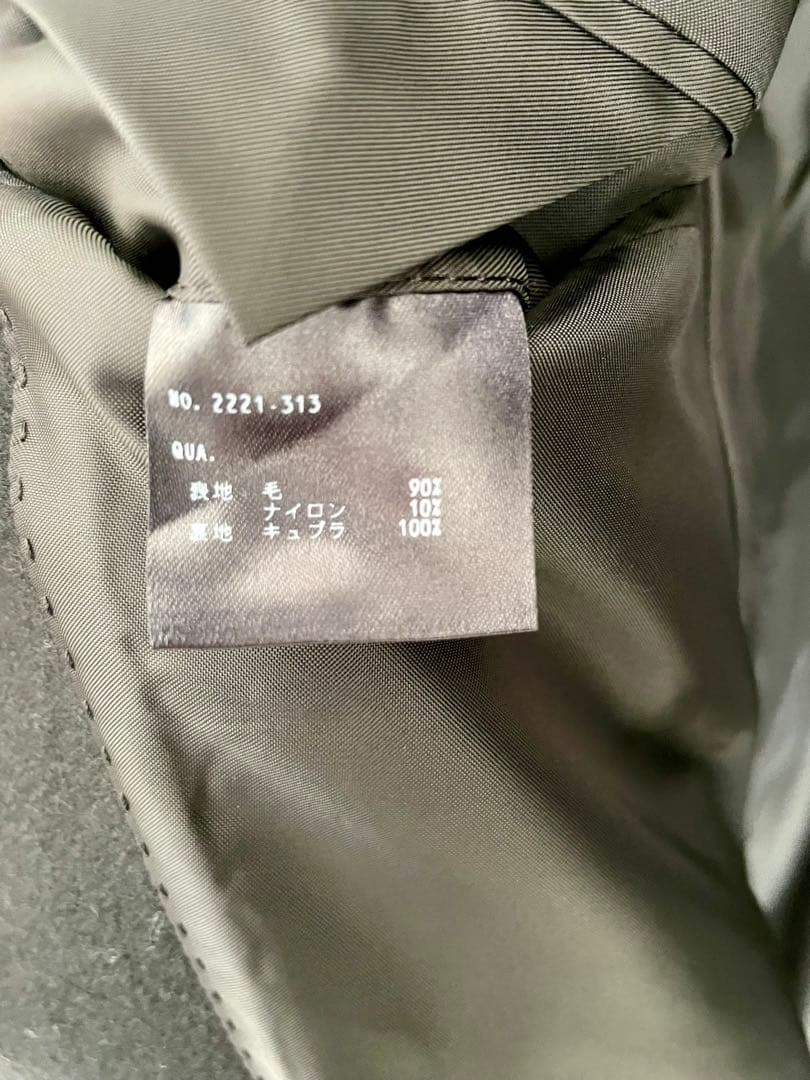 NO. 2221-313
QUA.
表地 毛 90%
ナイロン 10%
裏地 キュプラ 100%